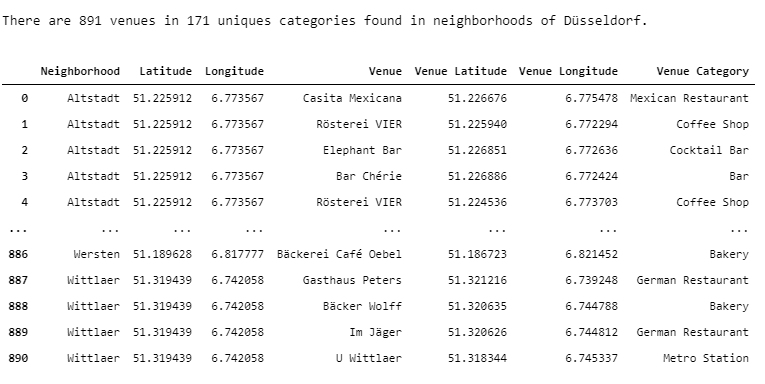 There are 891 venues in 171 uniques categories found in neighborhoods of Düsseldorf.
Neighborhood Latitude Longitude Venue Venue Latitude Venue Longitude Venue Category
0 Altstadt 51.225912 6.773567 Casita Mexicana 51.226676 6.775478 Mexican Restaurant
1 Altstadt 51.225912 6.773567 Rösterei VIER 51.225940 6.772294 Coffee Shop
2 Altstadt 51.225912 6.773567 Elephant Bar 51.226851 6.772636 Cocktail Bar
3 Altstadt 51.225912 6.773567 Bar Chérie 51.226886 6.772424 Bar
4 Altstadt 51.225912 6.773567 Rösterei VIER 51.224536 6.773703 Coffee Shop
... ... ... ... ... ... ... ...
886 Wersten 51.189628 6.817777 Bäckerei Café Oebel 51.186723 6.821452 Bakery
887 Wittlaer 51.319439 6.742058 Gasthaus Peters 51.321216 6.739248 German Restaurant
888 Wittlaer 51.319439 6.742058 Bäcker Wolff 51.320635 6.744788 Bakery
889 Wittlaer 51.319439 6.742058 Im Jäger 51.320626 6.744812 German Restaurant
890 Wittlaer 51.319439 6.742058 U Wittlaer 51.318344 6.745337 Metro Station